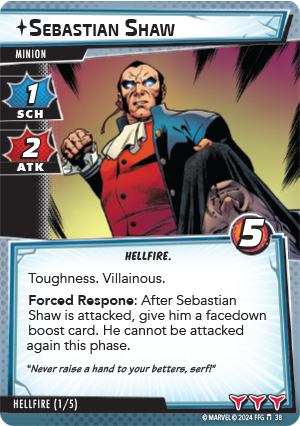 SEBASTIAN SHAW
MINION
1
SCH
2
ATK
5
HELLFIRE.
Toughness. Villainous.
Forced Respone: After Sebastian
Shaw is attacked, give him a facedown
boost card. He cannot be attacked
again this phase.
"Never raise a hand to your betters, serf!"
HELLFIRE (1/5)
© MARVEL © 2024 FFG 38